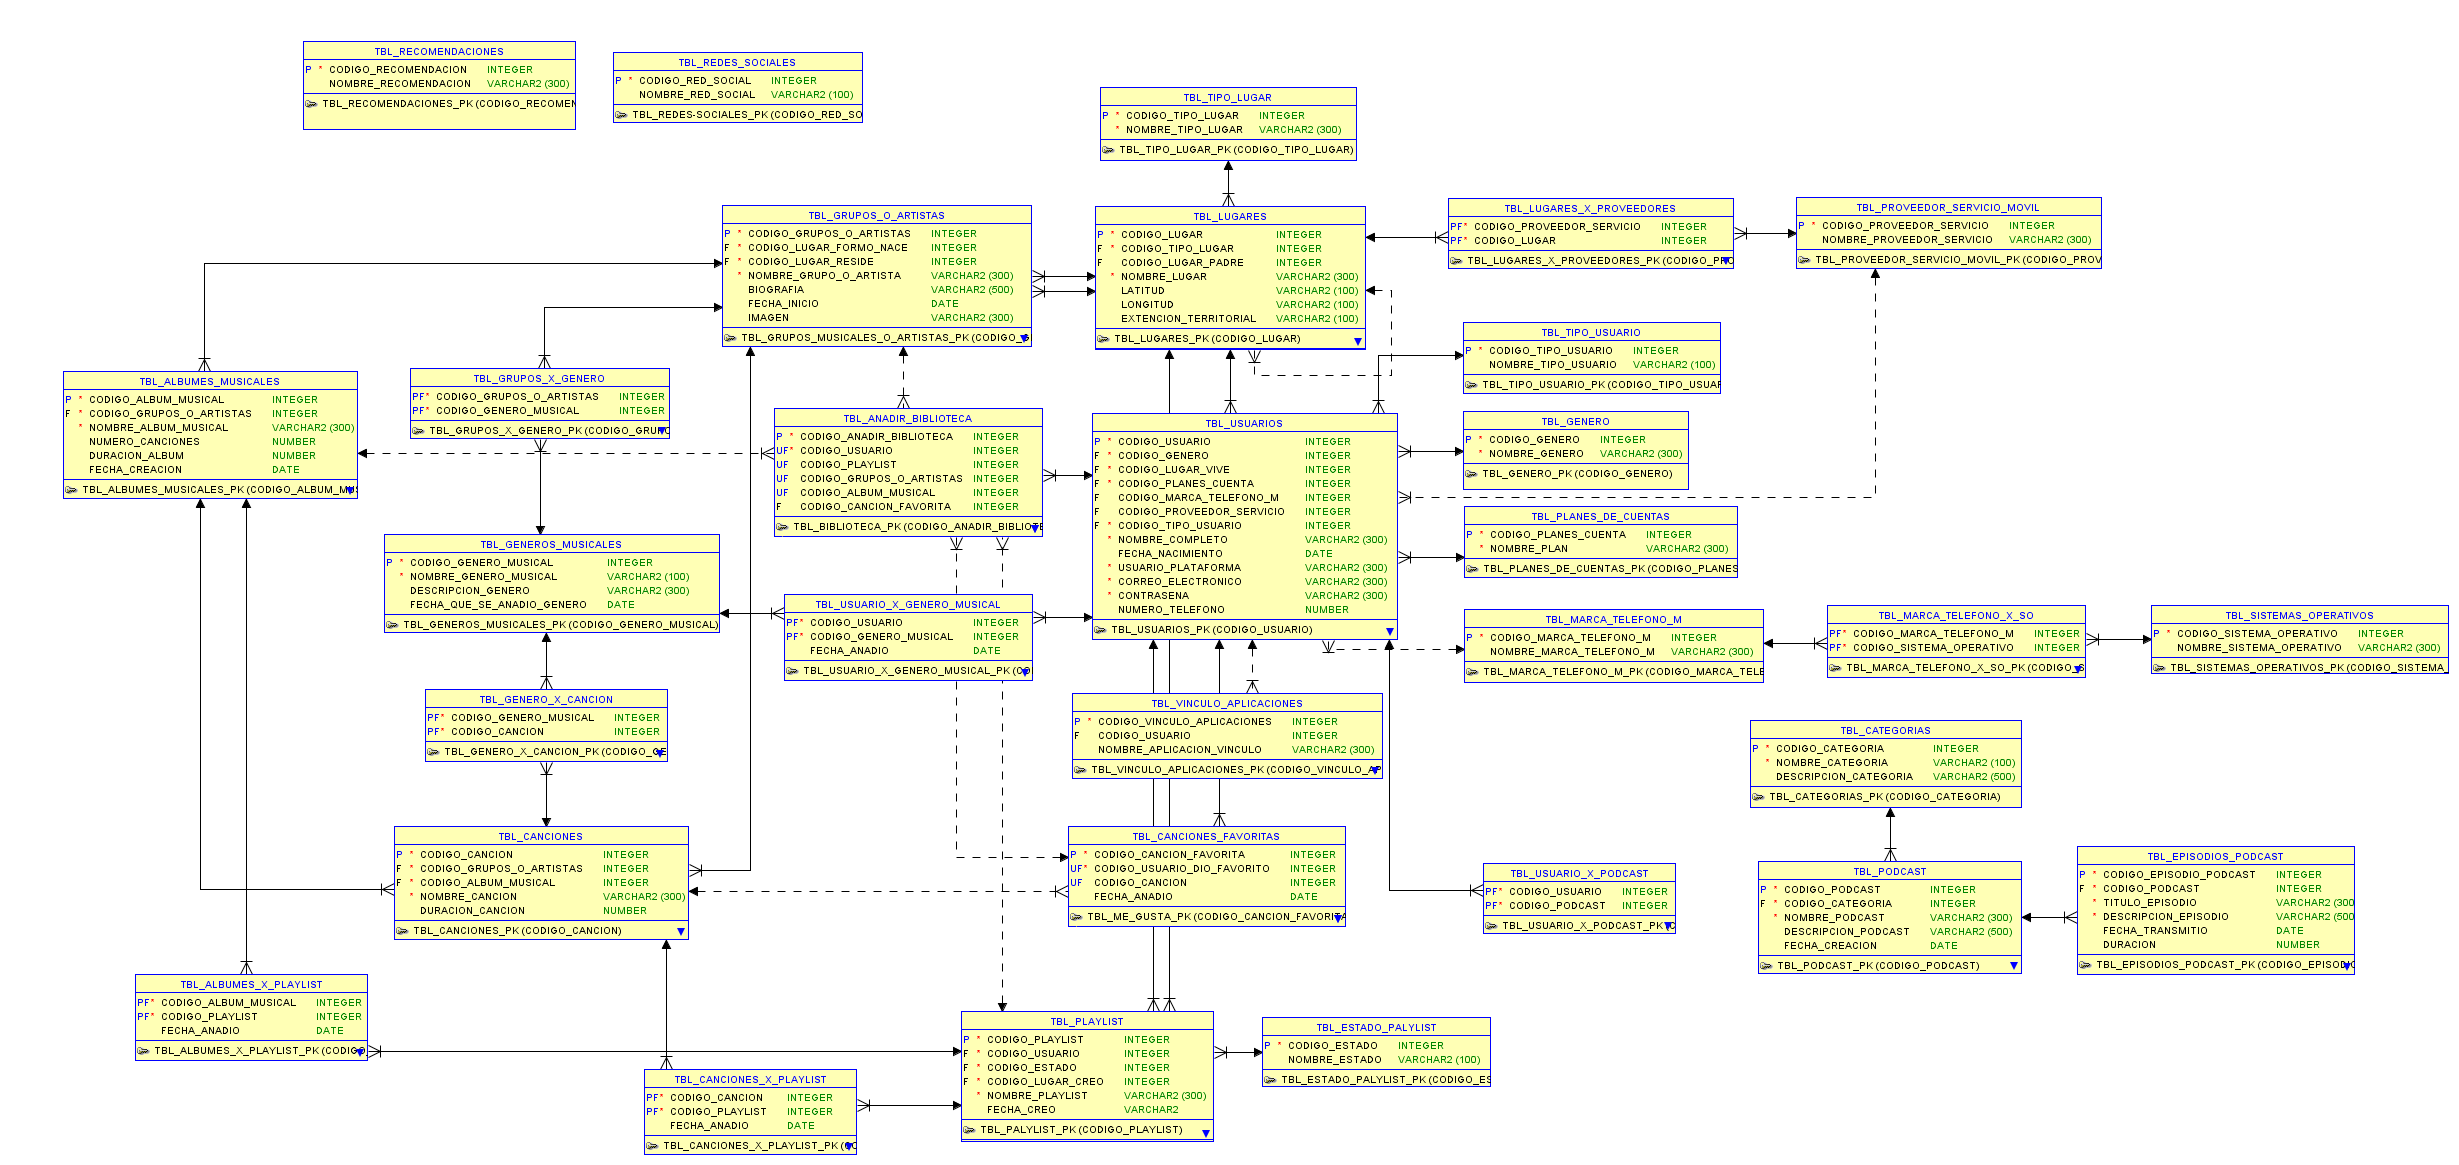 TBL_RECOMENDACIONES
P * CODIGO_RECOMENDACION INTEGER
NOMBRE_RECOMENDACION VARCHAR2 (300)
TBL_RECOMENDACIONES_PK (CODIGO_RECOMEN
TBL_REDES_SOCIALES
P * CODIGO_RED_SOCIAL INTEGER
NOMBRE_RED_SOCIAL VARCHAR2 (100)
TBL_REDES-SOCIALES_PK (CODIGO_RED_SO
TBL_TIPO_LUGAR
P * CODIGO_TIPO_LUGAR INTEGER
* NOMBRE_TIPO_LUGAR VARCHAR2 (300)
TBL_TIPO_LUGAR_PK (CODIGO_TIPO_LUGAR)
TBL_GRUPOS_O_ARTISTAS
P * CODIGO_GRUPOS_O_ARTISTAS INTEGER
F * CODIGO_LUGAR_FORMO_NACE INTEGER
F * CODIGO_LUGAR_RESIDE INTEGER
* NOMBRE_GRUPO_O_ARTISTA VARCHAR2 (300)
BIOGRAFIA VARCHAR2 (500)
FECHA_INICIO DATE
IMAGEN VARCHAR2 (300)
TBL_GRUPOS_MUSICALES_O_ARTISTAS_PK (CODIGO_G
TBL_LUGARES
P * CODIGO_LUGAR INTEGER
F * CODIGO_TIPO_LUGAR INTEGER
F CODIGO_LUGAR_PADRE INTEGER
* NOMBRE_LUGAR VARCHAR2 (300)
LATITUD VARCHAR2 (100)
LONGITUD VARCHAR2 (100)
EXTENCION_TERRITORIAL VARCHAR2 (100)
TBL_LUGARES_PK (CODIGO_LUGAR)
TBL_LUGARES_X_PROVEEDORES
PF* CODIGO_PROVEEDOR_SERVICIO INTEGER
PF* CODIGO_LUGAR INTEGER
TBL_LUGARES_X_PROVEEDORES_PK (CODIGO_PRO
TBL_PROVEEDOR_SERVICIO_MOVIL
P * CODIGO_PROVEEDOR_SERVICIO INTEGER
NOMBRE_PROVEEDOR_SERVICIO VARCHAR2 (300)
TBL_PROVEEDOR_SERVICIO_MOVIL_PK (CODIGO_PROV
TBL_TIPO_USUARIO
P * CODIGO_TIPO_USUARIO INTEGER
NOMBRE_TIPO_USUARIO VARCHAR2 (100)
TBL_TIPO_USUARIO_PK (CODIGO_TIPO_USUAR
TBL_ALBUMES_MUSICALES
P * CODIGO_ALBUM_MUSICAL INTEGER
F * CODIGO_GRUPOS_O_ARTISTAS INTEGER
* NOMBRE_ALBUM_MUSICAL VARCHAR2 (300)
NUMERO_CANCIONES NUMBER
DURACION_ALBUM NUMBER
FECHA_CREACION DATE
TBL_ALBUMES_MUSICALES_PK (CODIGO_ALBUM_MUS
TBL_GRUPOS_X_GENERO
PF* CODIGO_GRUPOS_O_ARTISTAS INTEGER
PF* CODIGO_GENERO_MUSICAL INTEGER
TBL_GRUPOS_X_GENERO_PK (CODIGO_GRUPO
TBL_ANADIR_BIBLIOTECA
P * CODIGO_ANADIR_BIBLIOTECA INTEGER
UF* CODIGO_USUARIO INTEGER
UF CODIGO_PLAYLIST INTEGER
UF CODIGO_GRUPOS_O_ARTISTAS INTEGER
UF CODIGO_ALBUM_MUSICAL INTEGER
F CODIGO_CANCION_FAVORITA INTEGER
TBL_BIBLIOTECA_PK (CODIGO_ANADIR_BIBLIOTE
TBL_USUARIOS
P * CODIGO_USUARIO INTEGER
F * CODIGO_GENERO INTEGER
F * CODIGO_LUGAR_VIVE INTEGER
F * CODIGO_PLANES_CUENTA INTEGER
F CODIGO_MARCA_TELEFONO_M INTEGER
F CODIGO_PROVEEDOR_SERVICIO INTEGER
F * CODIGO_TIPO_USUARIO INTEGER
* NOMBRE_COMPLETO VARCHAR2 (300)
FECHA_NACIMIENTO DATE
* USUARIO_PLATAFORMA VARCHAR2 (300)
* CORREO_ELECTRONICO VARCHAR2 (300)
* CONTRASENA VARCHAR2 (300)
NUMERO_TELEFONO NUMBER
TBL_USUARIOS_PK (CODIGO_USUARIO)
TBL_GENERO
P * CODIGO_GENERO INTEGER
* NOMBRE_GENERO VARCHAR2 (300)
TBL_GENERO_PK (CODIGO_GENERO)
TBL_PLANES_DE_CUENTAS
P * CODIGO_PLANES_CUENTA INTEGER
* NOMBRE_PLAN VARCHAR2 (300)
TBL_PLANES_DE_CUENTAS_PK (CODIGO_PLANES
TBL_GENEROS_MUSICALES
P * CODIGO_GENERO_MUSICAL INTEGER
* NOMBRE_GENERO_MUSICAL VARCHAR2 (100)
DESCRIPCION_GENERO VARCHAR2 (300)
FECHA_QUE_SE_ANADIO_GENERO DATE
TBL_GENEROS_MUSICALES_PK (CODIGO_GENERO_MUSICAL)
TBL_USUARIO_X_GENERO_MUSICAL
PF* CODIGO_USUARIO INTEGER
PF* CODIGO_GENERO_MUSICAL INTEGER
FECHA_ANADIO DATE
TBL_USUARIO_X_GENERO_MUSICAL_PK (CO
TBL_MARCA_TELEFONO_M
P * CODIGO_MARCA_TELEFONO_M INTEGER
NOMBRE_MARCA_TELEFONO_M VARCHAR2 (300)
TBL_MARCA_TELEFONO_M_PK (CODIGO_MARCA_TELE
TBL_MARCA_TELEFONO_X_SO
PF* CODIGO_MARCA_TELEFONO_M INTEGER
PF* CODIGO_SISTEMA_OPERATIVO INTEGER
TBL_MARCA_TELEFONO_X_SO_PK (CODIGO_S
TBL_SISTEMAS_OPERATIVOS
P * CODIGO_SISTEMA_OPERATIVO INTEGER
NOMBRE_SISTEMA_OPERATIVO VARCHAR2 (300)
TBL_SISTEMAS_OPERATIVOS_PK (CODIGO_SISTEMA_
TBL_GENERO_X_CANCION
PF* CODIGO_GENERO_MUSICAL INTEGER
PF* CODIGO_CANCION INTEGER
TBL_GENERO_X_CANCION_PK (CODIGO_GE
TBL_VINCULO_APLICACIONES
P * CODIGO_VINCULO_APLICACIONES INTEGER
F CODIGO_USUARIO INTEGER
NOMBRE_APLICACION_VINCULO VARCHAR2 (300)
TBL_VINCULO_APLICACIONES_PK (CODIGO_VINCULO_AP
TBL_CATEGORIAS
P * CODIGO_CATEGORIA INTEGER
* NOMBRE_CATEGORIA VARCHAR2 (100)
DESCRIPCION_CATEGORIA VARCHAR2 (500)
TBL_CATEGORIAS_PK (CODIGO_CATEGORIA)
TBL_CANCIONES
P * CODIGO_CANCION INTEGER
F * CODIGO_GRUPOS_O_ARTISTAS INTEGER
F * CODIGO_ALBUM_MUSICAL INTEGER
* NOMBRE_CANCION VARCHAR2 (300)
DURACION_CANCION NUMBER
TBL_CANCIONES_PK (CODIGO_CANCION)
TBL_CANCIONES_FAVORITAS
P * CODIGO_CANCION_FAVORITA INTEGER
UF* CODIGO_USUARIO_DIO_FAVORITO INTEGER
UF CODIGO_CANCION INTEGER
FECHA_ANADIO DATE
TBL_ME_GUSTA_PK (CODIGO_CANCION_FAVORITA
TBL_USUARIO_X_PODCAST
PF* CODIGO_USUARIO INTEGER
PF* CODIGO_PODCAST INTEGER
TBL_USUARIO_X_PODCAST_PK (C
TBL_PODCAST
P * CODIGO_PODCAST INTEGER
F * CODIGO_CATEGORIA INTEGER
* NOMBRE_PODCAST VARCHAR2 (300)
DESCRIPCION_PODCAST VARCHAR2 (500)
FECHA_CREACION DATE
TBL_PODCAST_PK (CODIGO_PODCAST)
TBL_EPISODIOS_PODCAST
P * CODIGO_EPISODIO_PODCAST INTEGER
F * CODIGO_PODCAST INTEGER
* TITULO_EPISODIO VARCHAR2 (300
* DESCRIPCION_EPISODIO VARCHAR2 (500
FECHA_TRANSMITIO DATE
DURACION NUMBER
TBL_EPISODIOS_PODCAST_PK (CODIGO_EPISODIO
TBL_ALBUMES_X_PLAYLIST
PF* CODIGO_ALBUM_MUSICAL INTEGER
PF* CODIGO_PLAYLIST INTEGER
FECHA_ANADIO DATE
TBL_ALBUMES_X_PLAYLIST_PK (CODIGO_
TBL_PLAYLIST
P * CODIGO_PLAYLIST INTEGER
F * CODIGO_USUARIO INTEGER
F * CODIGO_ESTADO INTEGER
F * CODIGO_LUGAR_CREO INTEGER
* NOMBRE_PLAYLIST VARCHAR2 (300)
FECHA_CREO VARCHAR2
TBL_PALYLIST_PK (CODIGO_PLAYLIST)
TBL_ESTADO_PALYLIST
P * CODIGO_ESTADO INTEGER
NOMBRE_ESTADO VARCHAR2 (100)
TBL_ESTADO_PALYLIST_PK (CODIGO_ES
TBL_CANCIONES_X_PLAYLIST
PF* CODIGO_CANCION INTEGER
PF* CODIGO_PLAYLIST INTEGER
FECHA_ANADIO DATE
TBL_CANCIONES_X_PLAYLIST_PK (CO